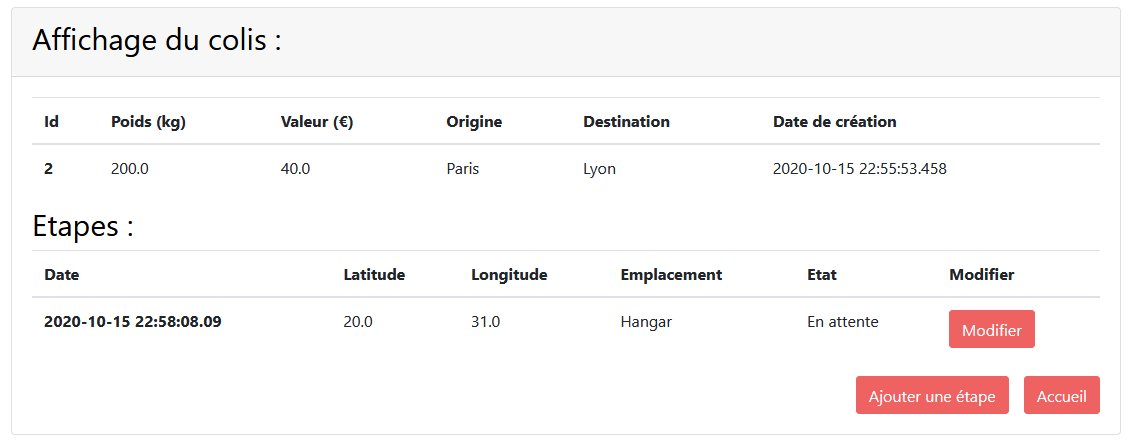 Affichage du colis :
Id Poids (kg) Valeur (€) Origine Destination Date de création
2 200.0 40.0 Paris Lyon 2020-10-15 22:55:53.458
Etapes :
Date Latitude Longitude Emplacement Etat Modifier
2020-10-15 22:58:08.09 20.0 31.0 Hangar En attente Modifier
Ajouter une étape Accueil